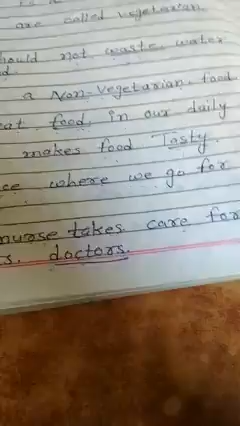 are called vegetarian
should not waste water
d.
a Non-vegetarian food
eat food in our daily
makes food Tasty.
ce where we go for
nurse takes care for
s. doctors.